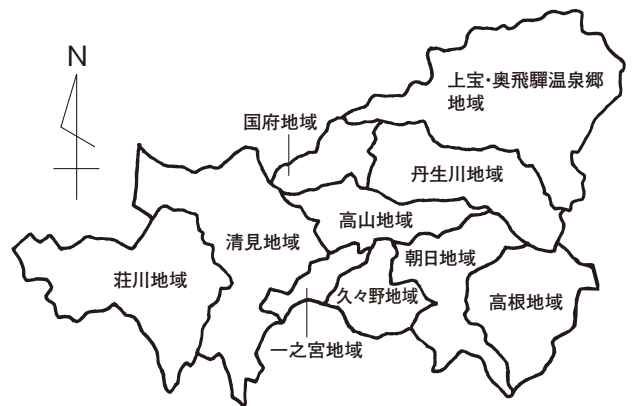 N
上宝・奥飛驒温泉郷
地域
国府地域
丹生川地域
高山地域
清見地域
朝日地域
荘川地域
久々野地域
高根地域
一之宮地域